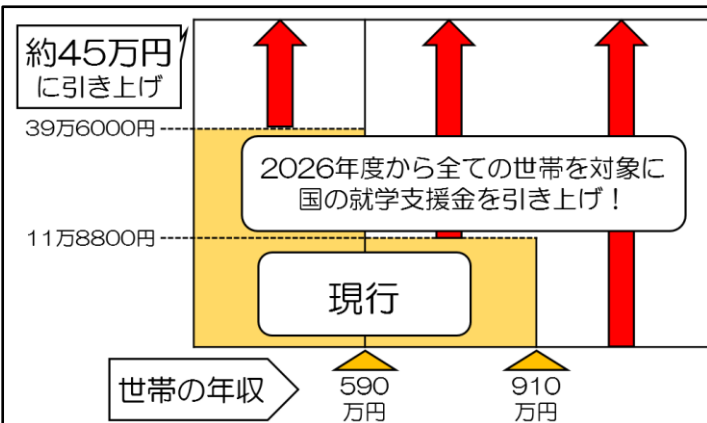 約45万円
に引き上げ
39万6000円
2026年度から全ての世帯を対象に
国の就学支援金を引き上げ！
11万8800円
現行
世帯の年収
590
万円
910
万円